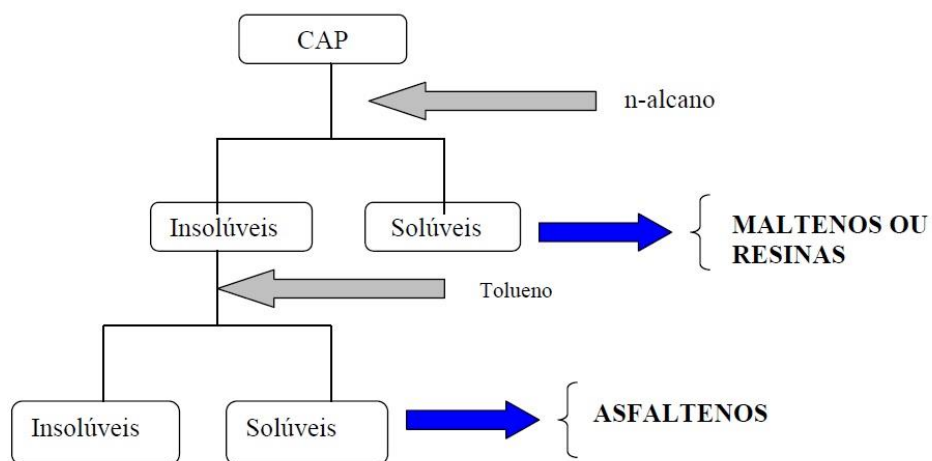 CAP
n-alcano
Insolúveis
Solúveis
MALTENOS OU
RESINAS
Tolueno
Insolúveis
Solúveis
ASFALTENOS